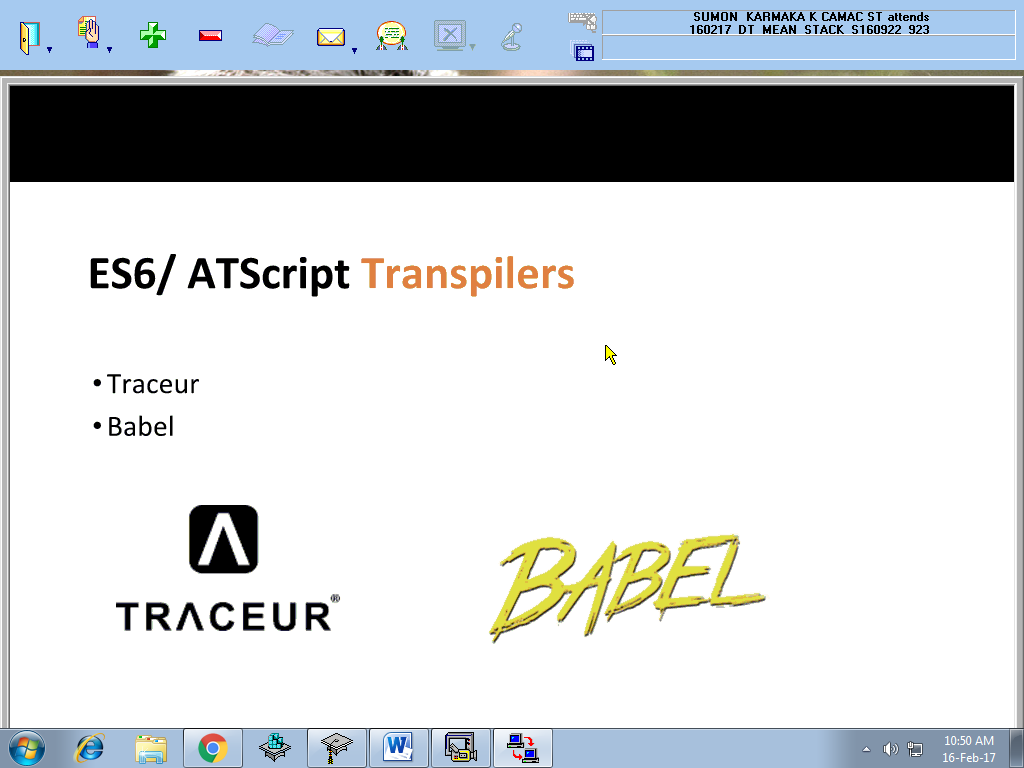 SUMON KARMAKA K CAMAC ST attends
160217 DT MEAN STACK S160922 923
ES6/ ATScript Transpilers
• Traceur
• Babel
TRACEUR®
BABEL
10:50 AM
16-Feb-17